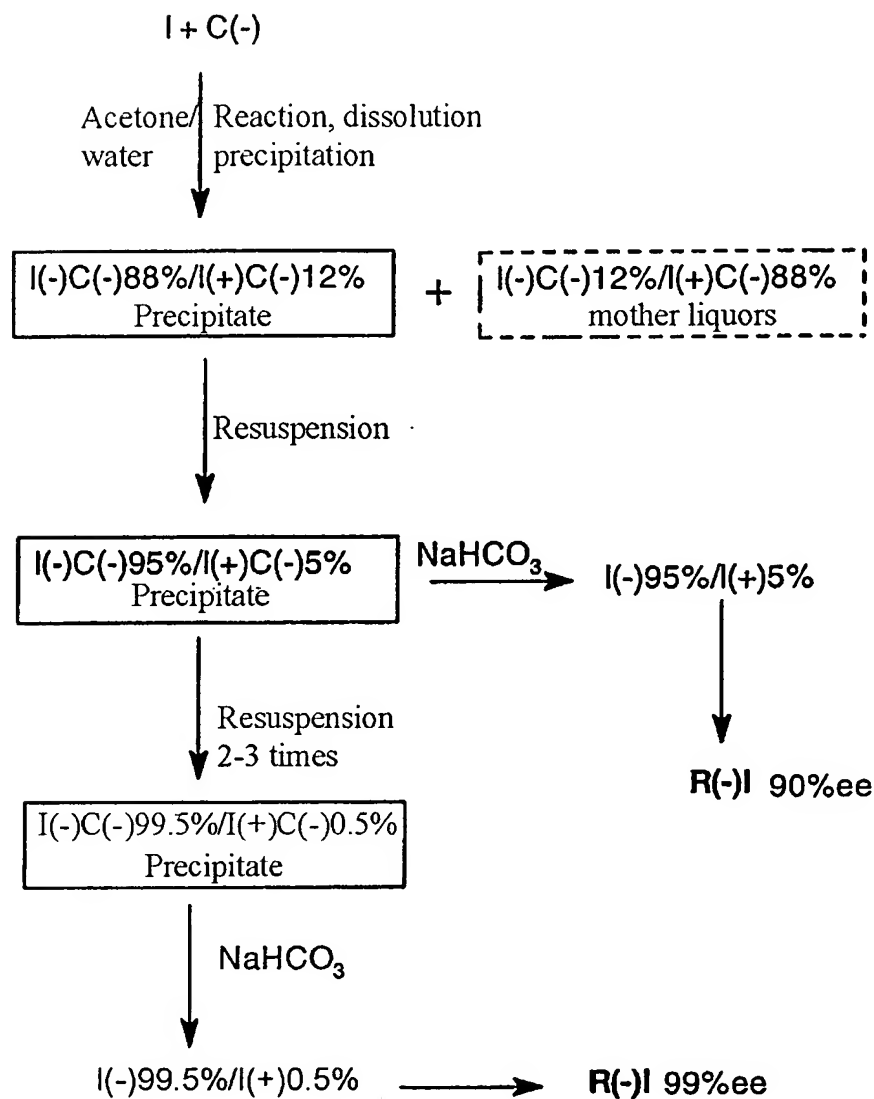 I + C(-)
Acetone/ Reaction, dissolution
water precipitation
I(-)C(-)88%/I(+)C(-)12%
Precipitate
+
I(-)C(-)12%/I(+)C(-)88%
mother liquors
Resuspension
I(-)C(-)95%/I(+)C(-)5%
Precipitate
NaHCO₃
I(-)95%/I(+)5%
Resuspension
2-3 times
R(-)I 90%ee
I(-)C(-)99.5%/I(+)C(-)0.5%
Precipitate
NaHCO₃
I(-)99.5%/I(+)0.5%
R(-)I 99%ee